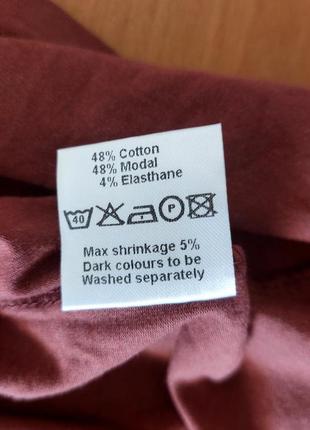 48% Cotton
48% Modal
4% Elasthane
40 P
Max shrinkage 5%
Dark colours to be
Washed separately